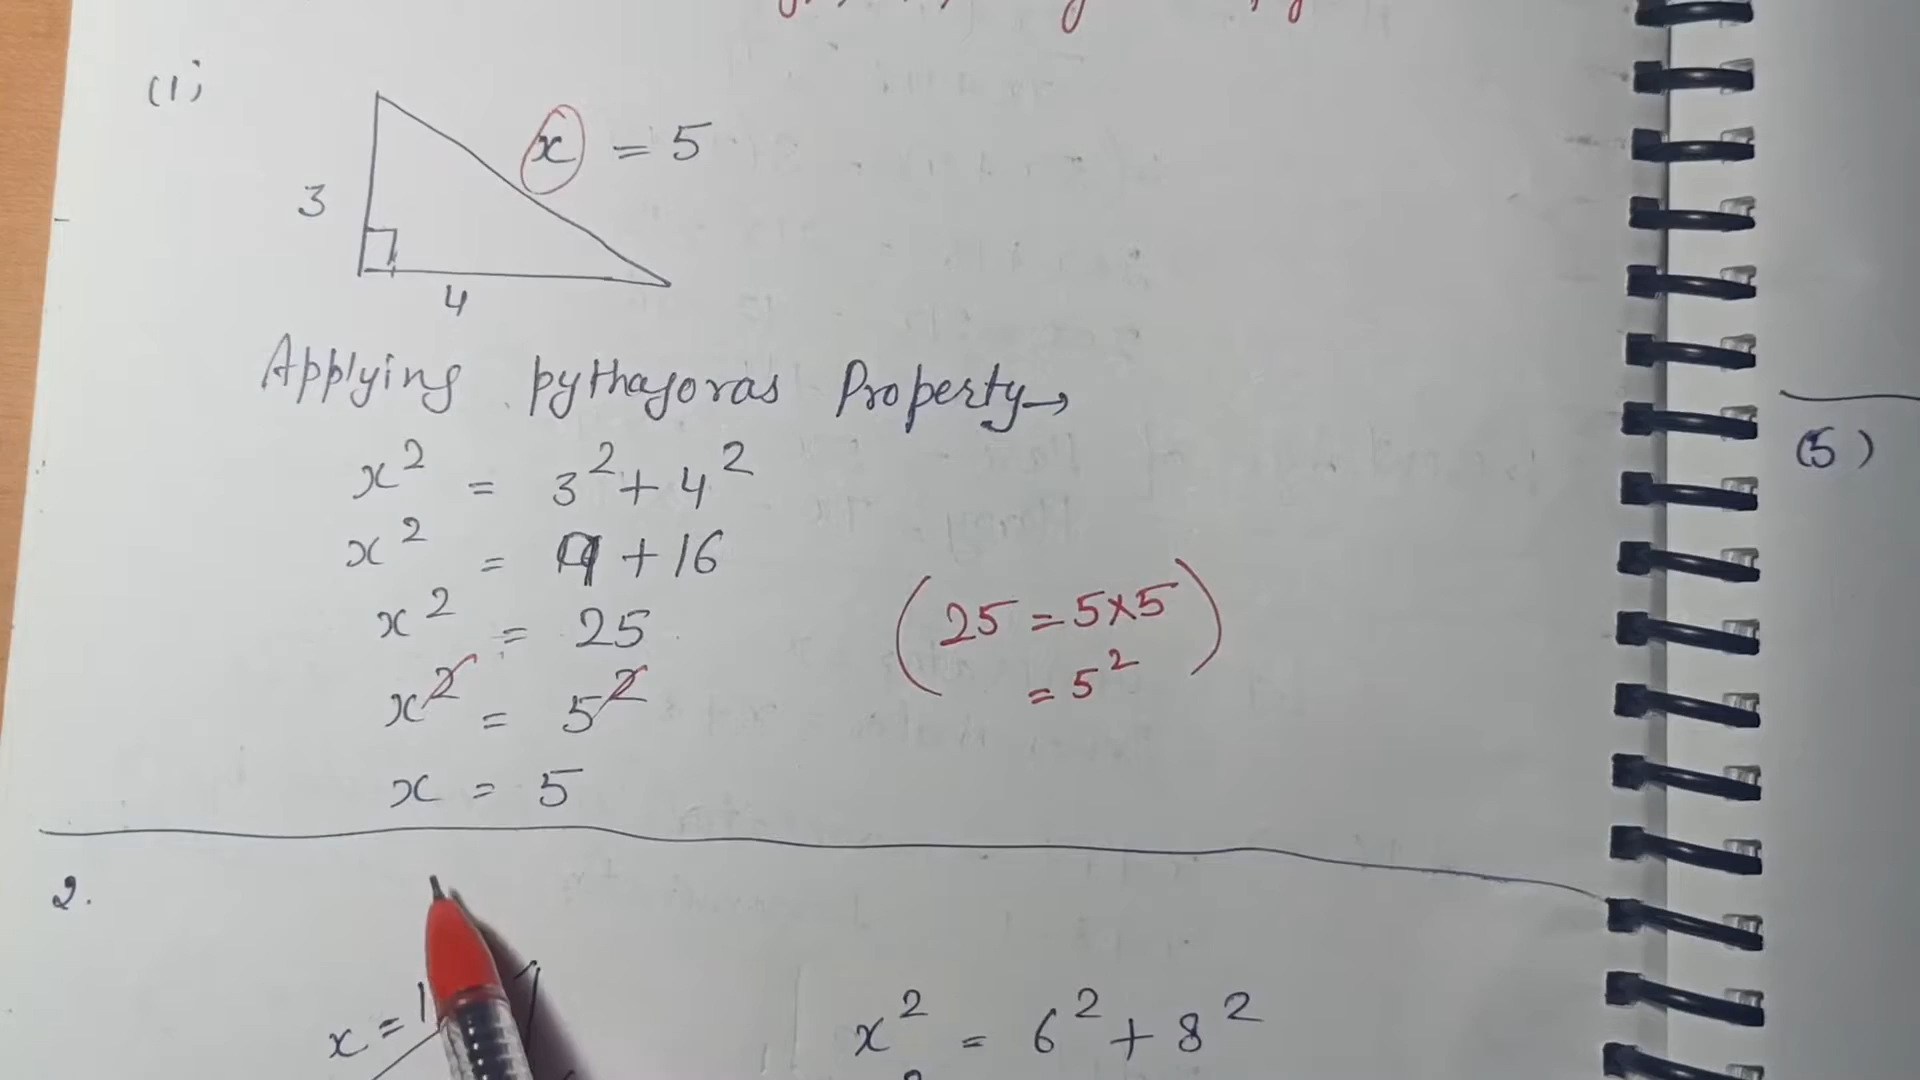 (1)
x = 5
3
4
Applying pythagoras Property→
x² = 3² + 4²
x² = 9 + 16
x² = 25
(25 = 5×5
= 5²)
x² = 5²
x = 5
(5)
2.
x = 1
x² = 6² + 8²